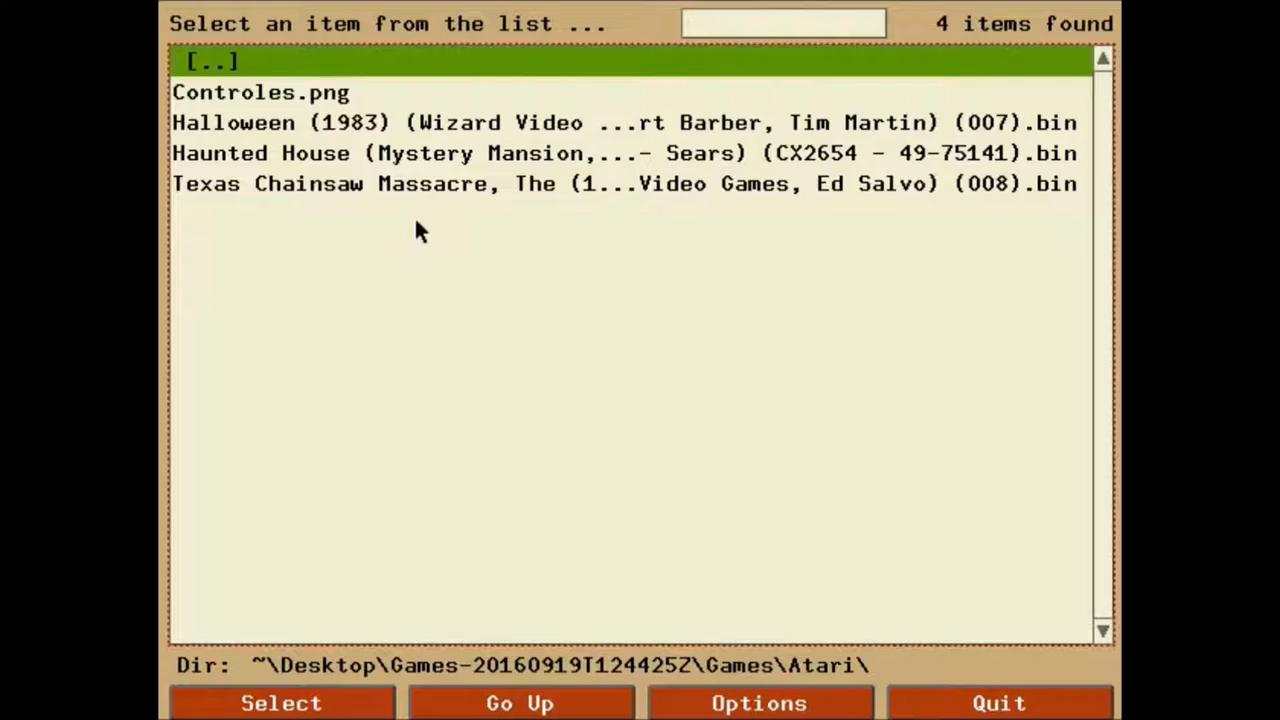 Select an item from the list ... 4 items found
[..]
Controles.png
Halloween (1983) (Wizard Video ...rt Barber, Tim Martin) (007).bin
Haunted House (Mystery Mansion,...- Sears) (CX2654 - 49-75141).bin
Texas Chainsaw Massacre, The (1...Video Games, Ed Salvo) (008).bin
Dir: ~\Desktop\Games-20160919T124425Z\Games\Atari\
Select Go Up Options Quit